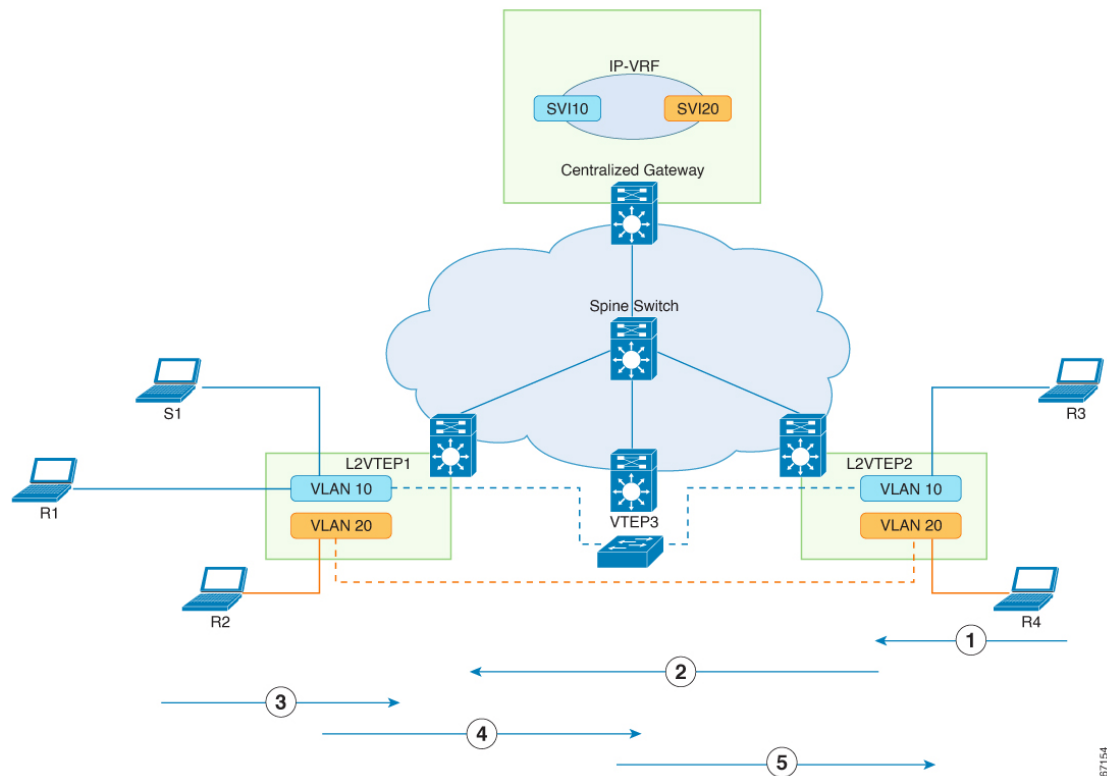 IP-VRF
SVI10
SVI20
Centralized Gateway
Spine Switch
S1
R3
L2VTEP1
L2VTEP2
VLAN 10
VLAN 10
R1
VTEP3
VLAN 20
VLAN 20
R2
R4
1
2
3
4
5